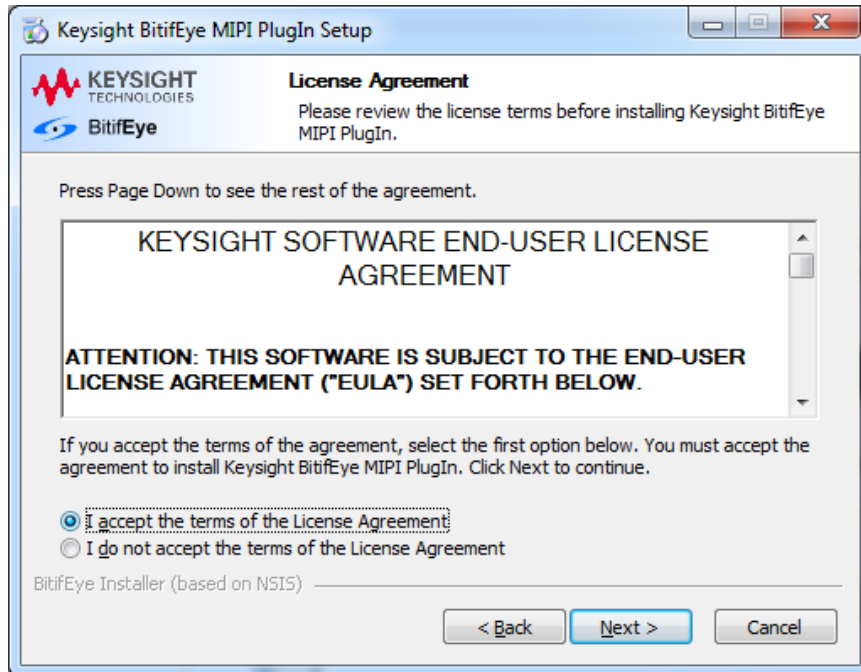 Keysight BitifEye MIPI PlugIn Setup
KEYSIGHT
TECHNOLOGIES
BitifEye
License Agreement
Please review the license terms before installing Keysight BitifEye
MIPI PlugIn.
Press Page Down to see the rest of the agreement.
KEYSIGHT SOFTWARE END-USER LICENSE
AGREEMENT
ATTENTION: THIS SOFTWARE IS SUBJECT TO THE END-USER
LICENSE AGREEMENT ("EULA") SET FORTH BELOW.
If you accept the terms of the agreement, select the first option below. You must accept the
agreement to install Keysight BitifEye MIPI PlugIn. Click Next to continue.
I accept the terms of the License Agreement
I do not accept the terms of the License Agreement
BitifEye Installer (based on NSIS)
< Back
Next >
Cancel